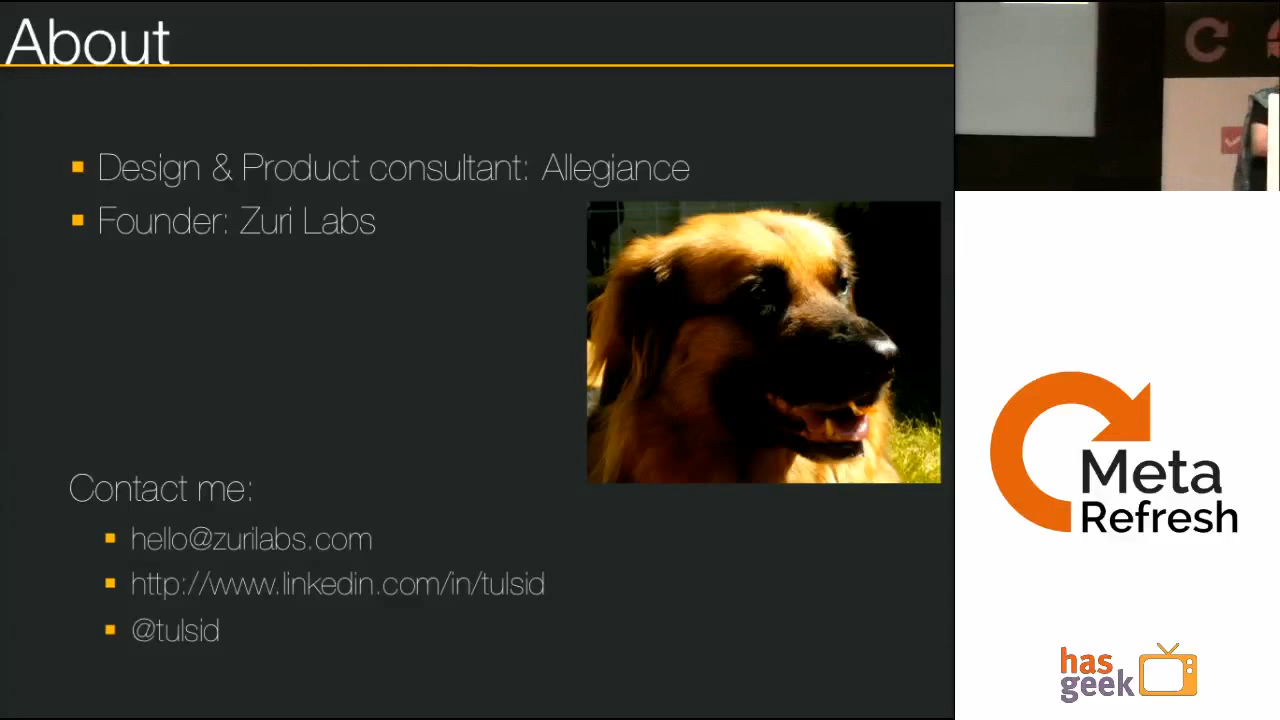 About
Design & Product consultant: Allegiance
Founder: Zuri Labs
Contact me:
hello@zurilabs.com
http://www.linkedin.com/in/tulsid
@tulsid
Meta
Refresh
has
geek